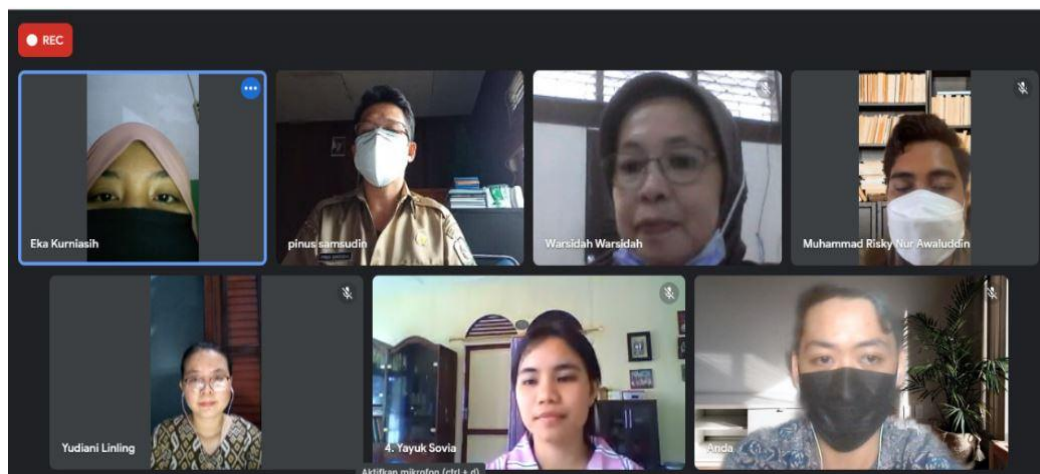 REC
Eka Kurniasih
pinus samsudin
Warsidah Warsidah
Muhammad Risky Nur Awaluddin
Yudiani Linling
4. Yayuk Sovia
Anda
Aktifkan mikrofon (ctrl + d)